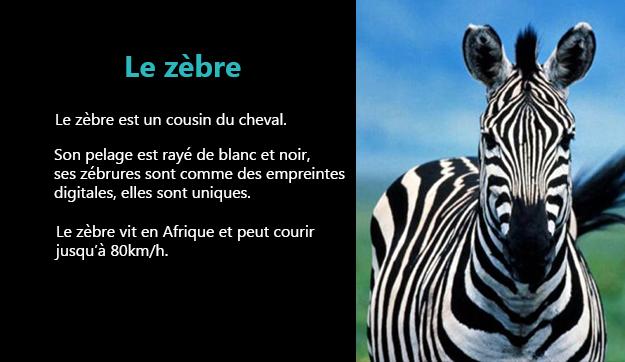 Le zèbre
Le zèbre est un cousin du cheval.
Son pelage est rayé de blanc et noir,
ses zébrures sont comme des empreintes
digitales, elles sont uniques.
Le zèbre vit en Afrique et peut courir
jusqu'à 80km/h.